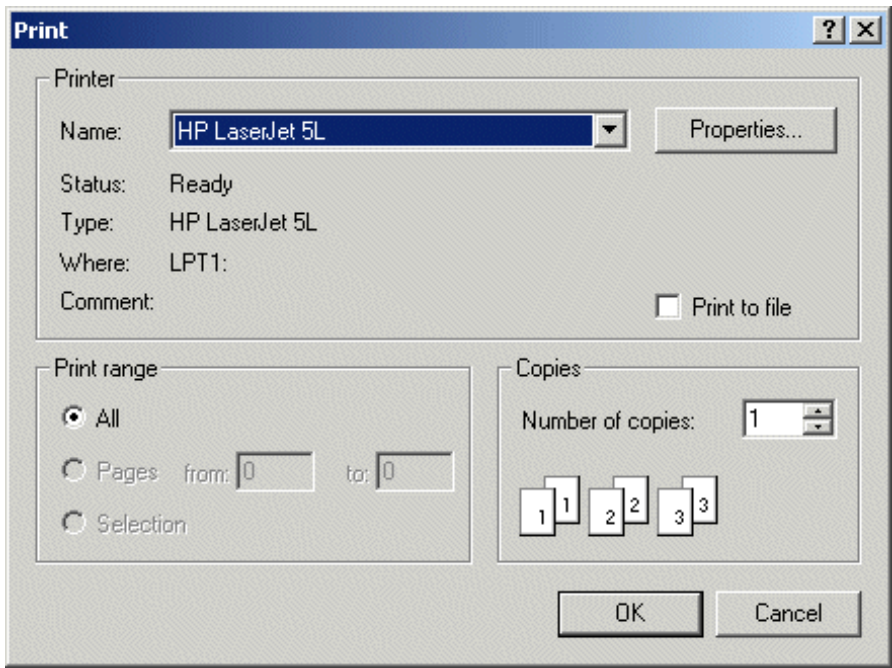 Print
Printer
Name: HP LaserJet 5L Properties...
Status: Ready
Type: HP LaserJet 5L
Where: LPT1:
Comment: Print to file
Print range
All
Pages from: 0 to: 0
Selection
Copies
Number of copies: 1
1 1 2 2 3 3
OK Cancel